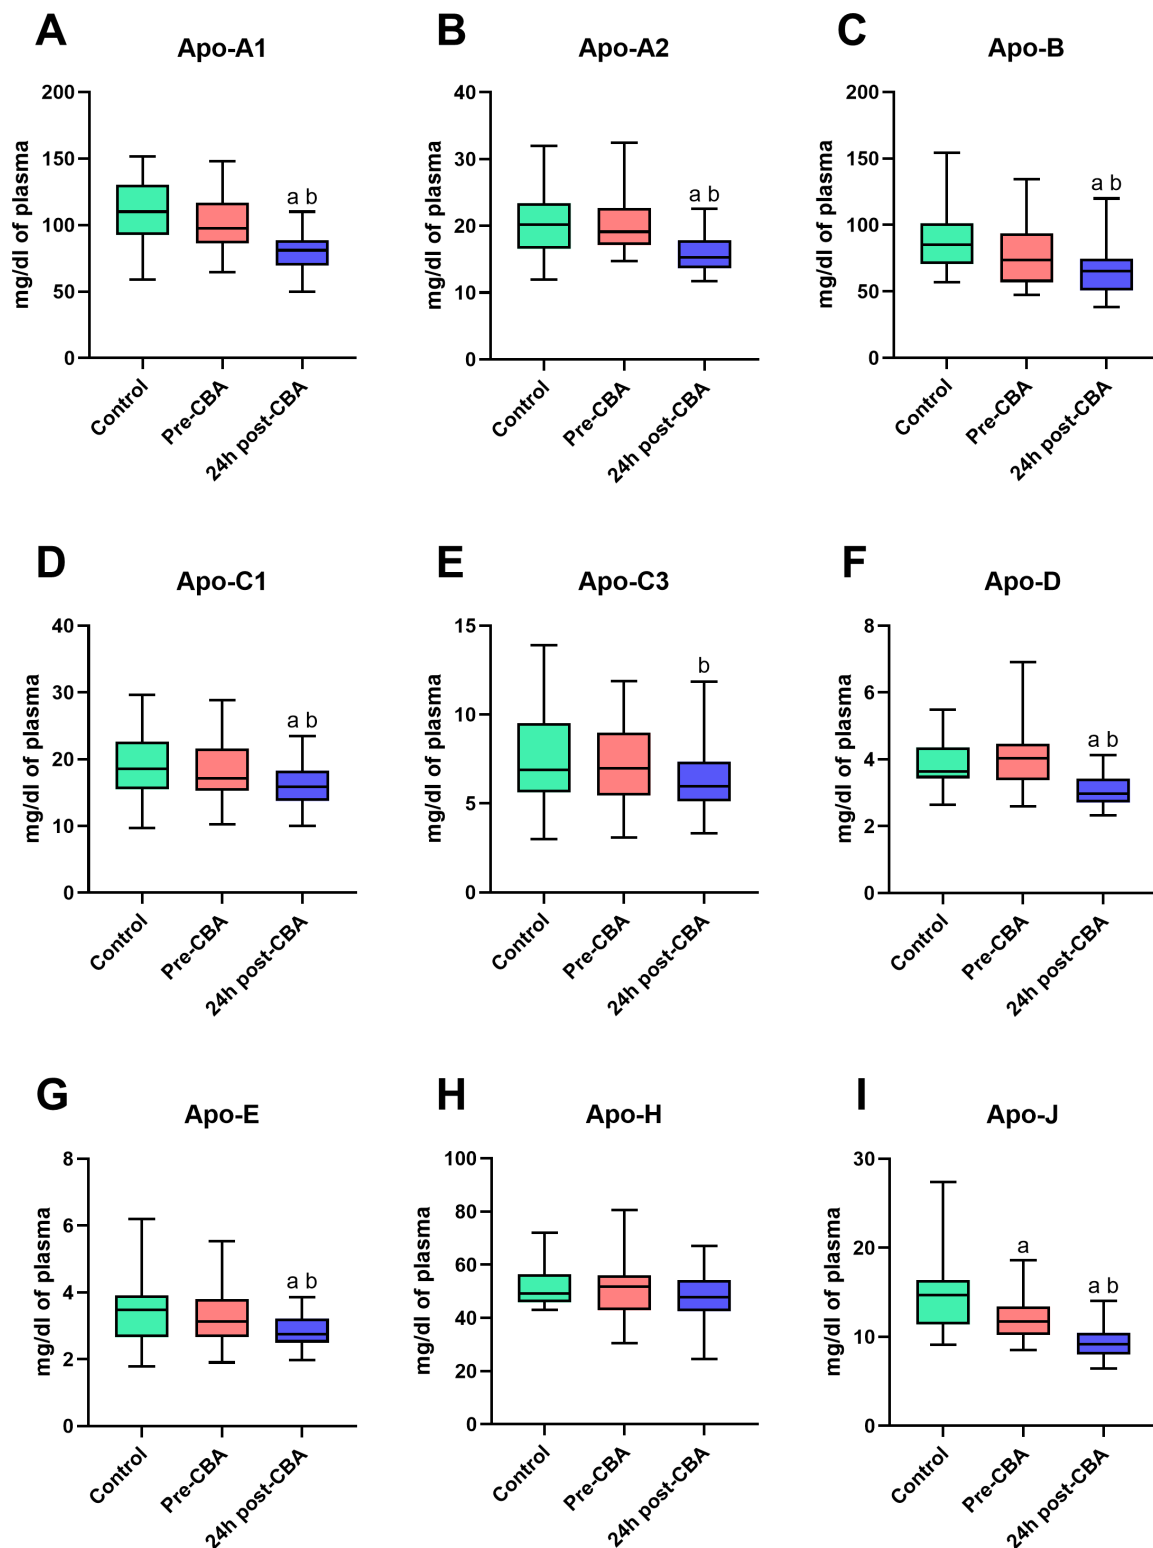 A
Apo-A1
mg/dl of plasma
200
150
100
50
0
a b
Control
Pre-CBA
24h post-CBA
B
Apo-A2
mg/dl of plasma
40
30
20
10
0
a b
Control
Pre-CBA
24h post-CBA
C
Apo-B
mg/dl of plasma
200
150
100
50
0
a b
Control
Pre-CBA
24h post-CBA
D
Apo-C1
mg/dl of plasma
40
30
20
10
0
a b
Control
Pre-CBA
24h post-CBA
E
Apo-C3
mg/dl of plasma
15
10
5
0
b
Control
Pre-CBA
24h post-CBA
F
Apo-D
mg/dl of plasma
8
6
4
2
0
a b
Control
Pre-CBA
24h post-CBA
G
Apo-E
mg/dl of plasma
8
6
4
2
0
a b
Control
Pre-CBA
24h post-CBA
H
Apo-H
mg/dl of plasma
100
80
60
40
20
0
Control
Pre-CBA
24h post-CBA
I
Apo-J
mg/dl of plasma
30
20
10
0
a
a b
Control
Pre-CBA
24h post-CBA